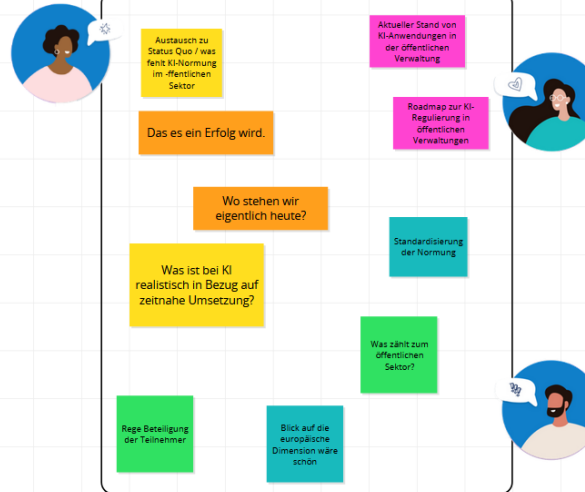 Austausch zu
Status Quo / was
fehlt KI-Normung
im -ffentlichen
Sektor
Aktueller Stand von
KI-Anwendungen in
der öffentlichen
Verwaltung
Das es ein Erfolg wird.
Roadmap zur KI-
Regulierung in
öffentlichen
Verwaltungen
Wo stehen wir
eigentlich heute?
Standardisierung
der Normung
Was ist bei KI
realistisch in Bezug auf
zeitnahe Umsetzung?
Was zählt zum
öffentlichen
Sektor?
Rege Beteiligung
der Teilnehmer
Blick auf die
europäische
Dimension wäre
schön